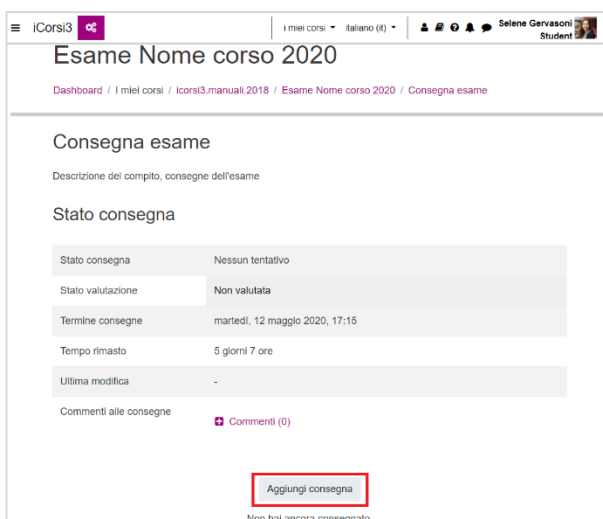 iCorsi3 i miei corsi italiano (it) Selene Gervasoni
Student
Esame Nome corso 2020
Dashboard / I miei corsi / icorsi3.manuali.2018 / Esame Nome corso 2020 / Consegna esame
Consegna esame
Descrizione del compito, consegne dell'esame
Stato consegna
Stato consegna Nessun tentativo
Stato valutazione Non valutata
Termine consegne martedì, 12 maggio 2020, 17:15
Tempo rimasto 5 giorni 7 ore
Ultima modifica -
Commenti alle consegne
Commenti (0)
Aggiungi consegna
Non hai ancora consegnato